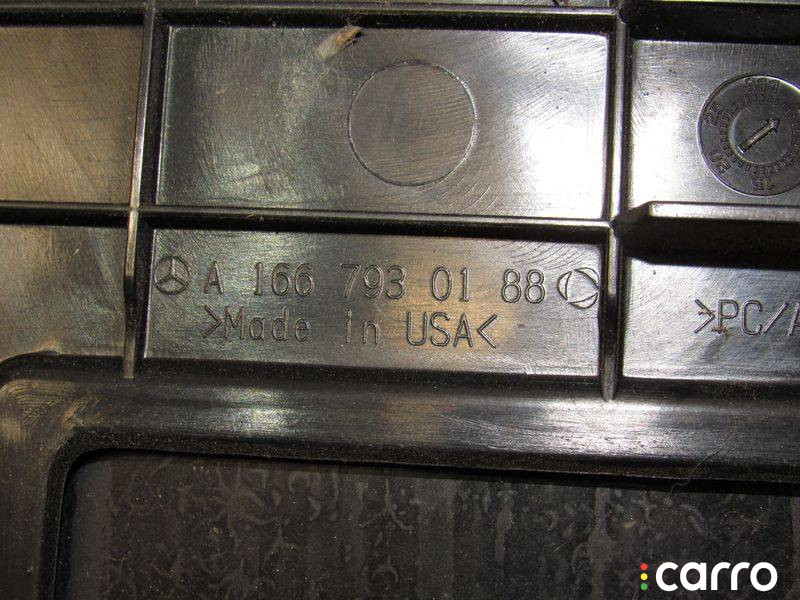 A 166 793 01 88
>Made in USA<
>PC/A
carro